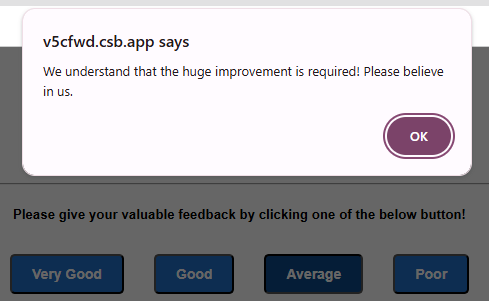 v5cfwd.csb.app says
We understand that the huge improvement is required! Please believe
in us.
OK
Please give your valuable feedback by clicking one of the below button!
Very Good
Good
Average
Poor